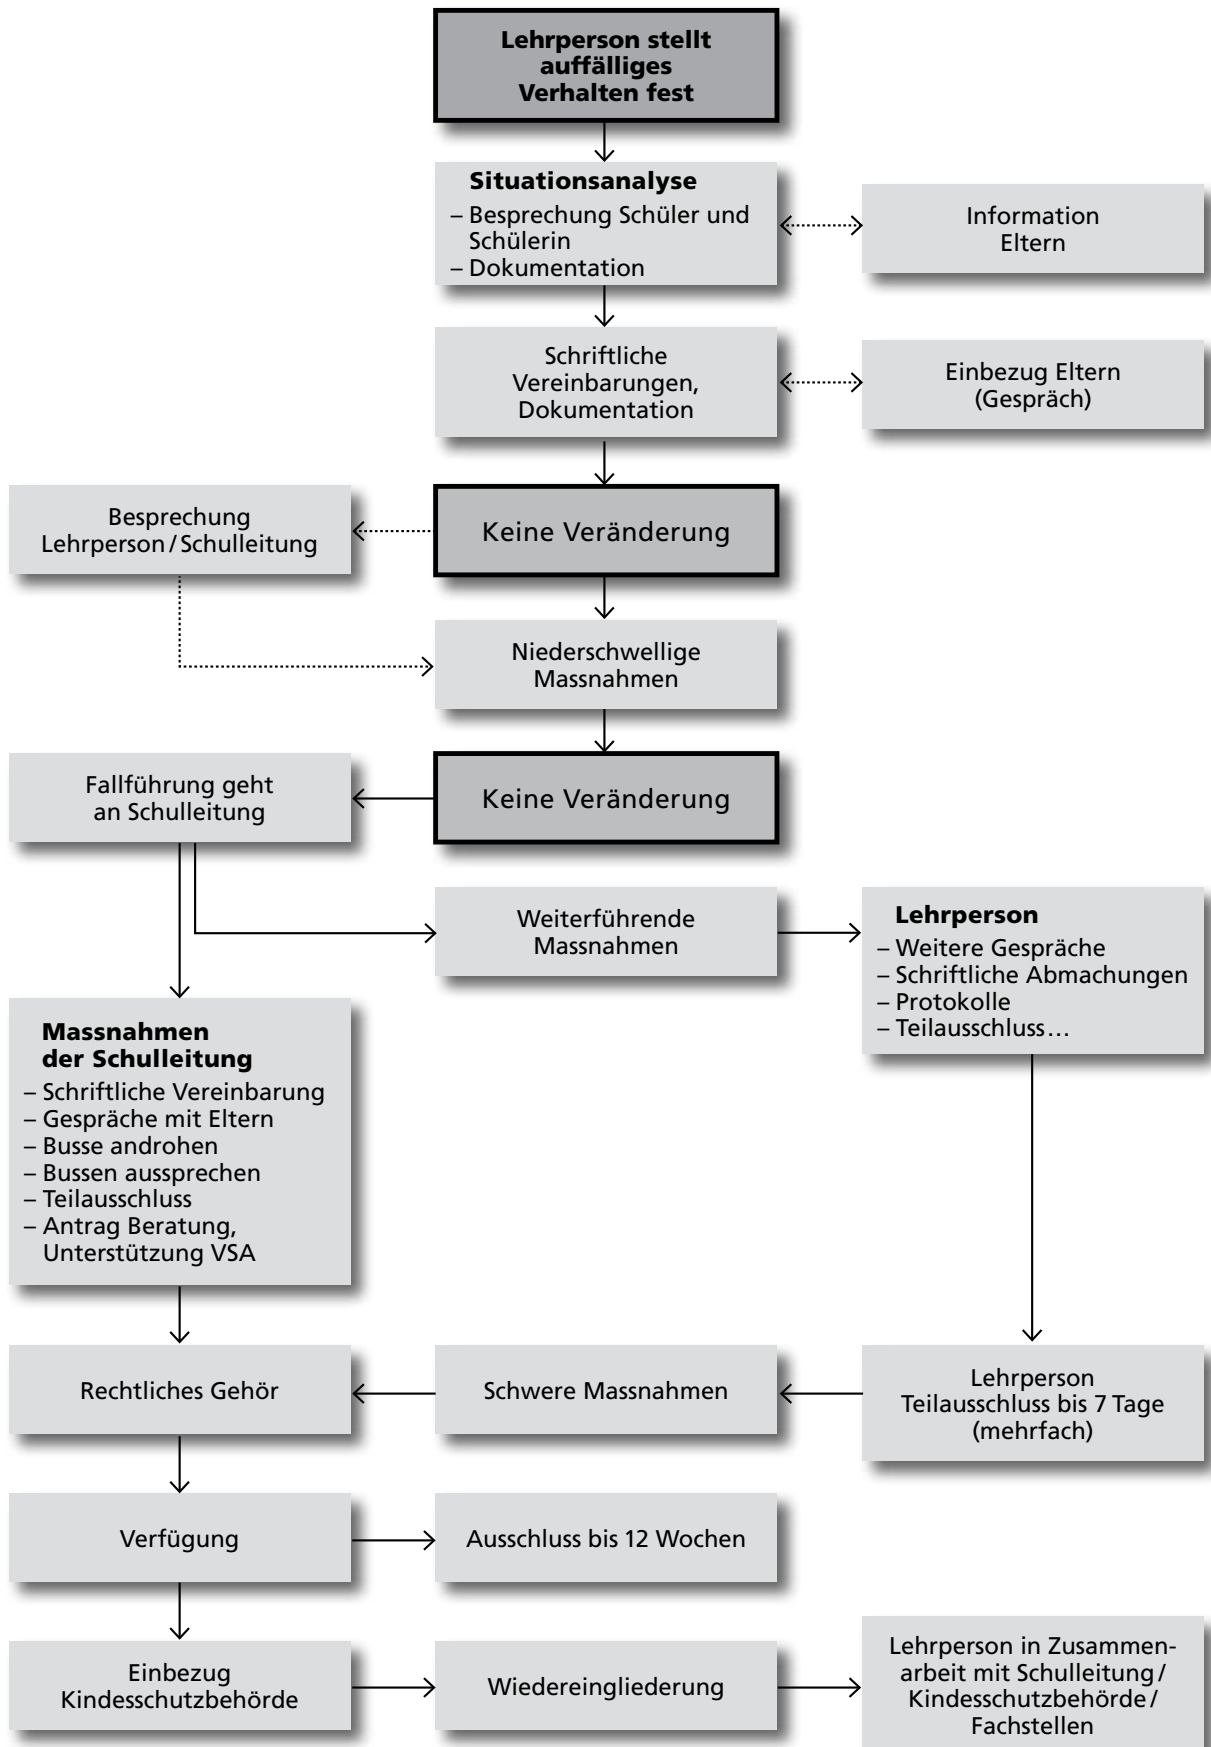 Lehrperson stellt
auffälliges
Verhalten fest
Situationsanalyse
– Besprechung Schüler und
Schülerin
– Dokumentation
Information
Eltern
Schriftliche
Vereinbarungen,
Dokumentation
Einbezug Eltern
(Gespräch)
Besprechung
Lehrperson/Schulleitung
Keine Veränderung
Niederschwellige
Massnahmen
Fallführung geht
an Schulleitung
Keine Veränderung
Weiterführende
Massnahmen
Lehrperson
– Weitere Gespräche
– Schriftliche Abmachungen
– Protokolle
– Teilausschluss…
Massnahmen
der Schulleitung
– Schriftliche Vereinbarung
– Gespräche mit Eltern
– Busse androhen
– Bussen aussprechen
– Teilausschluss
– Antrag Beratung,
Unterstützung VSA
Rechtliches Gehör
Schwere Massnahmen
Lehrperson
Teilausschluss bis 7 Tage
(mehrfach)
Verfügung
Ausschluss bis 12 Wochen
Einbezug
Kindesschutzbehörde
Wiedereingliederung
Lehrperson in Zusammen-
arbeit mit Schulleitung/
Kindesschutzbehörde/
Fachstellen